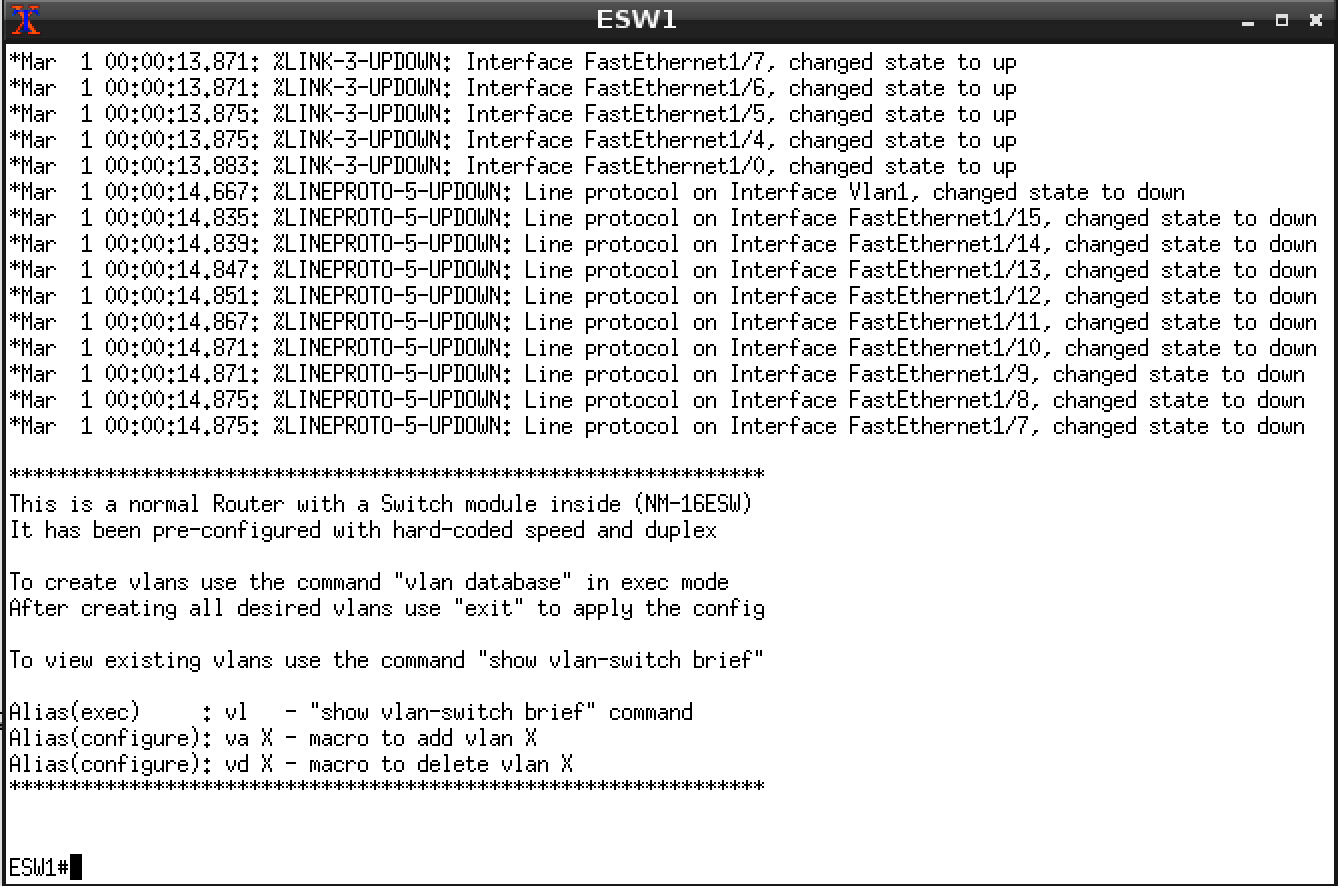 ESW1
*Mar  1 00:00:13.871: %LINK-3-UPDOWN: Interface FastEthernet1/7, changed state to up
*Mar  1 00:00:13.871: %LINK-3-UPDOWN: Interface FastEthernet1/6, changed state to up
*Mar  1 00:00:13.875: %LINK-3-UPDOWN: Interface FastEthernet1/5, changed state to up
*Mar  1 00:00:13.875: %LINK-3-UPDOWN: Interface FastEthernet1/4, changed state to up
*Mar  1 00:00:13.883: %LINK-3-UPDOWN: Interface FastEthernet1/0, changed state to up
*Mar  1 00:00:14.667: %LINEPROTO-5-UPDOWN: Line protocol on Interface Vlan1, changed state to down
*Mar  1 00:00:14.835: %LINEPROTO-5-UPDOWN: Line protocol on Interface FastEthernet1/15, changed state to down
*Mar  1 00:00:14.839: %LINEPROTO-5-UPDOWN: Line protocol on Interface FastEthernet1/14, changed state to down
*Mar  1 00:00:14.847: %LINEPROTO-5-UPDOWN: Line protocol on Interface FastEthernet1/13, changed state to down
*Mar  1 00:00:14.851: %LINEPROTO-5-UPDOWN: Line protocol on Interface FastEthernet1/12, changed state to down
*Mar  1 00:00:14.867: %LINEPROTO-5-UPDOWN: Line protocol on Interface FastEthernet1/11, changed state to down
*Mar  1 00:00:14.871: %LINEPROTO-5-UPDOWN: Line protocol on Interface FastEthernet1/10, changed state to down
*Mar  1 00:00:14.871: %LINEPROTO-5-UPDOWN: Line protocol on Interface FastEthernet1/9, changed state to down
*Mar  1 00:00:14.875: %LINEPROTO-5-UPDOWN: Line protocol on Interface FastEthernet1/8, changed state to down
*Mar  1 00:00:14.875: %LINEPROTO-5-UPDOWN: Line protocol on Interface FastEthernet1/7, changed state to down
***************************************************************
This is a normal Router with a Switch module inside (NM-16ESW)
It has been pre-configured with hard-coded speed and duplex
To create vlans use the command "vlan database" in exec mode
After creating all desired vlans use "exit" to apply the config
To view existing vlans use the command "show vlan-switch brief"
Alias(exec)     : vl   - "show vlan-switch brief" command
Alias(configure): va X - macro to add vlan X
Alias(configure): vd X - macro to delete vlan X
***************************************************************
ESW1#